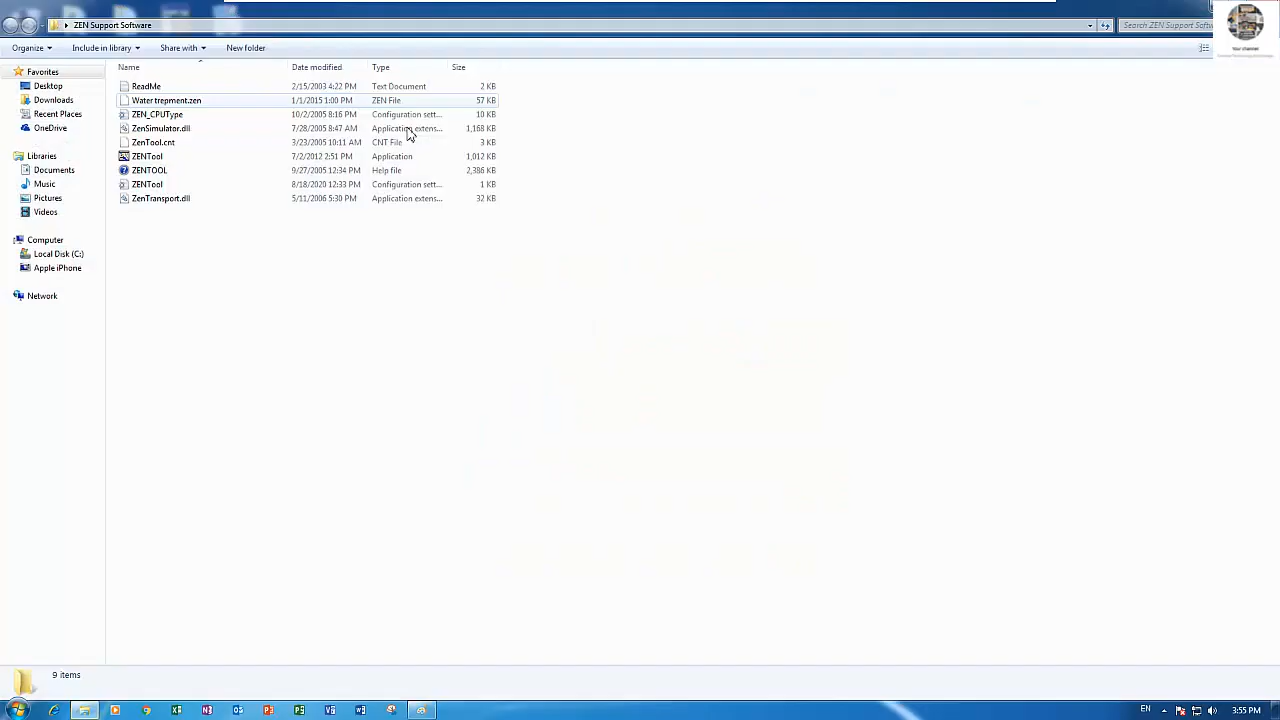 ZEN Support Software
Search ZEN Support Softw
Organize Include in library Share with New folder
Your channel
Favorites
Desktop
Downloads
Recent Places
OneDrive
Libraries
Documents
Music
Pictures
Videos
Computer
Local Disk (C:)
Apple iPhone
Network
Name Date modified Type Size
ReadMe 2/15/2003 4:22 PM Text Document 2 KB
Water trepment.zen 1/1/2015 1:00 PM ZEN File 57 KB
ZEN_CPUType 10/2/2005 8:16 PM Configuration sett... 10 KB
ZenSimulator.dll 7/28/2005 8:47 AM Application extens... 1,168 KB
ZenTool.cnt 3/23/2005 10:11 AM CNT File 3 KB
ZENTool 7/2/2012 2:51 PM Application 1,012 KB
ZENTOOL 9/27/2005 12:34 PM Help file 2,386 KB
ZENTool 8/18/2020 12:33 PM Configuration sett... 1 KB
ZenTransport.dll 5/11/2006 5:30 PM Application extens... 32 KB
9 items
EN 3:55 PM